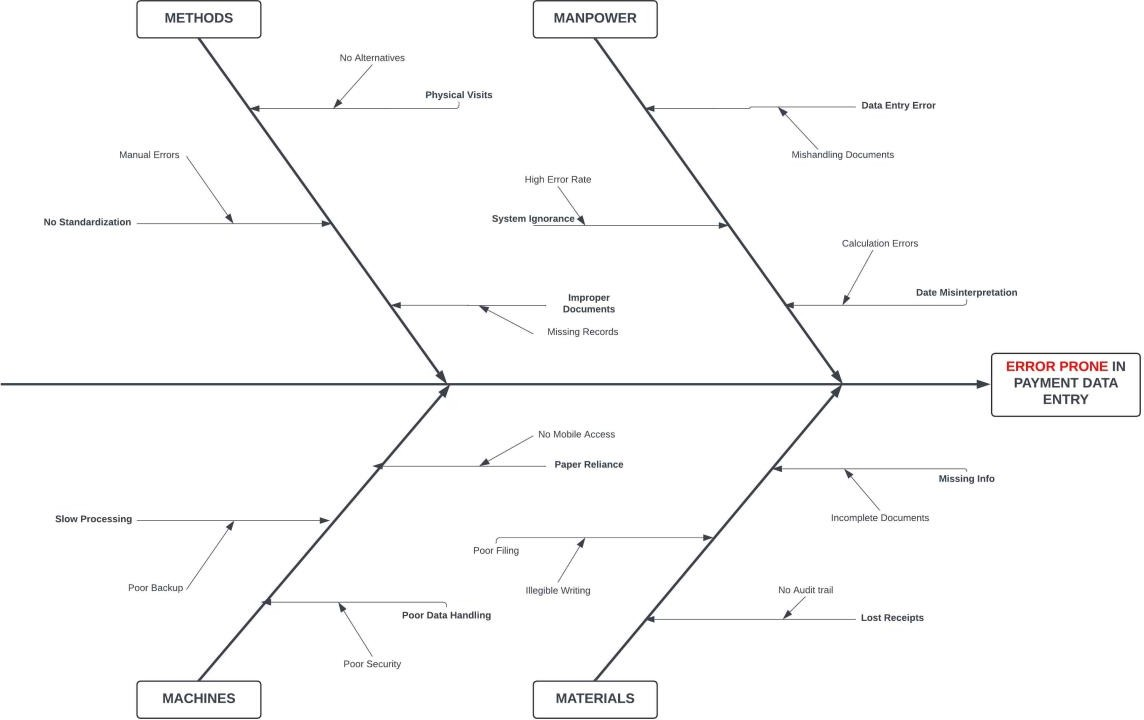 METHODS
MANPOWER
No Alternatives
Physical Visits
Data Entry Error
Manual Errors
Mishandling Documents
High Error Rate
No Standardization
System Ignorance
Calculation Errors
Date Misinterpretation
Improper
Documents
Missing Records
ERROR PRONE IN
PAYMENT DATA
ENTRY
No Mobile Access
Paper Reliance
Missing Info
Slow Processing
Incomplete Documents
Poor Filing
Poor Backup
Illegible Writing
No Audit trail
Poor Data Handling
Lost Receipts
Poor Security
MACHINES
MATERIALS